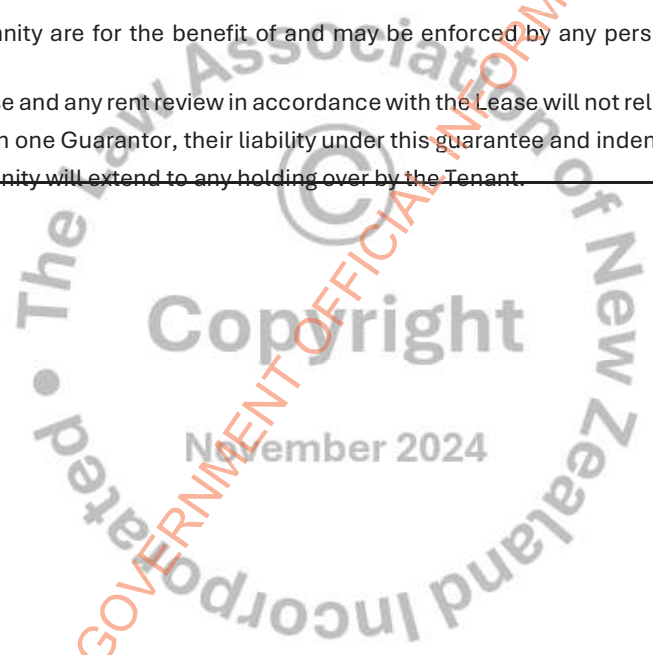 nity are for the benefit of and may be enforced by any pers
se and any rent review in accordance with the Lease will not rel
n one Guarantor, their liability under this guarantee and inden
nity will extend to any holding over by the Tenant.
The Law Association of New Zealand Incorporated •
©
Copyright
November 2024
GOVERNMENT OFFICIAL INFORM